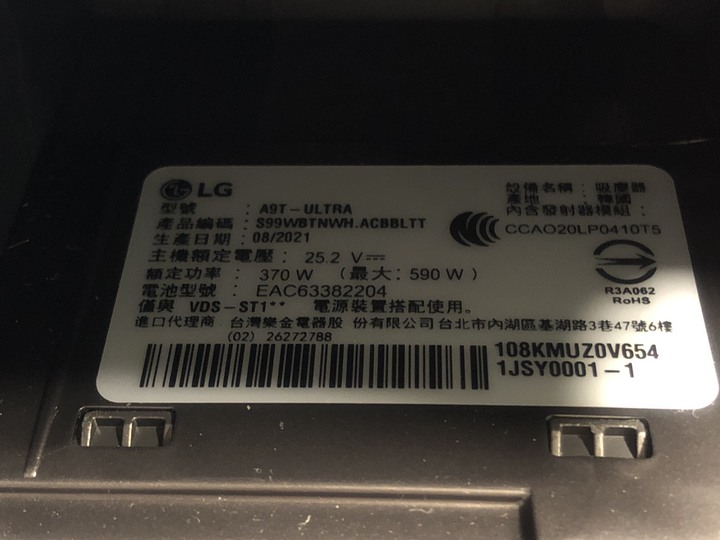 LG
型號 : A9T-ULTRA
產品編碼 : S99WBTNWH.ACBBLTT
生產日期 : 08/2021
主機額定電壓 : 25.2 V
額定功率 : 370 W (最大: 590 W)
電池型號 : EAC63382204
僅與 VDS-ST1** 電源裝置搭配使用。
進口代理商 台灣樂金電器股 份有限公司 台北市內湖區基湖路3巷47號6樓
(02) 26272788
設備名稱 : 吸塵器
產地 : 韓國
內含發射器模組 :
CCAO20LP0410T5
R3A062
RoHS
108KMUZ0V654
1JSY0001-1